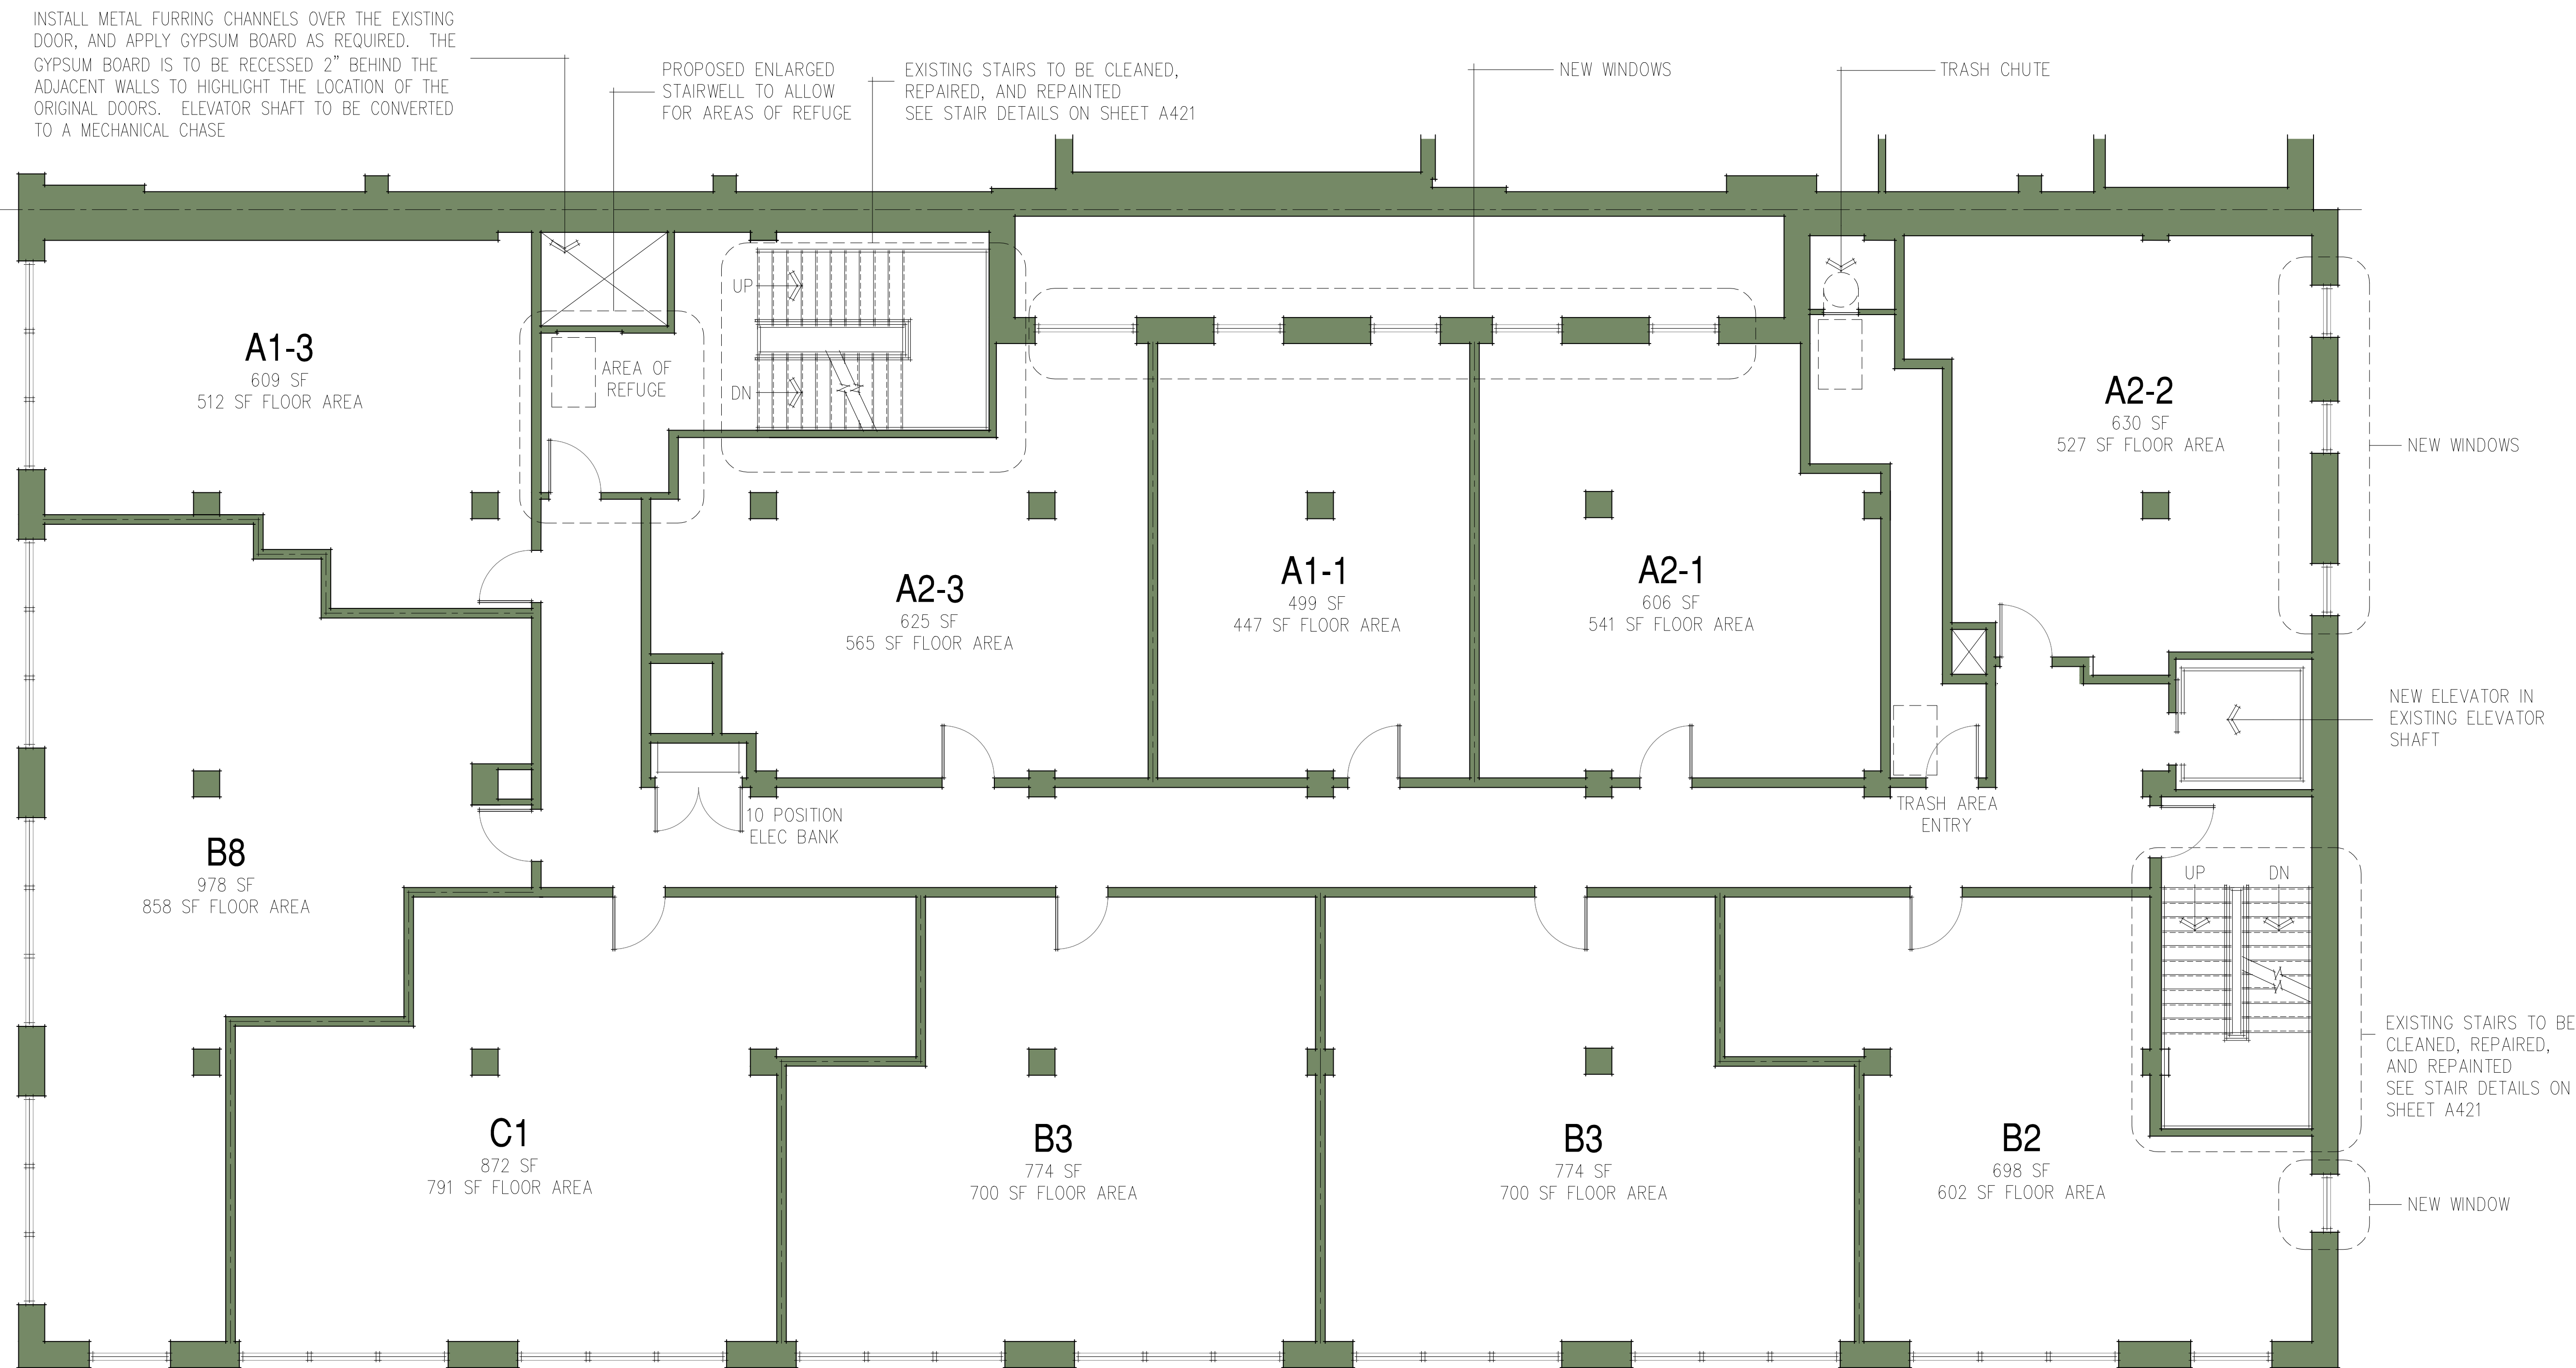 INSTALL METAL FURRING CHANNELS OVER THE EXISTING
DOOR, AND APPLY GYPSUM BOARD AS REQUIRED. THE
GYPSUM BOARD IS TO BE RECESSED 2" BEHIND THE
ADJACENT WALLS TO HIGHLIGHT THE LOCATION OF THE
ORIGINAL DOORS. ELEVATOR SHAFT TO BE CONVERTED
TO A MECHANICAL CHASE
PROPOSED ENLARGED
STAIRWELL TO ALLOW
FOR AREAS OF REFUGE
EXISTING STAIRS TO BE CLEANED,
REPAIRED, AND REPAINTED
SEE STAIR DETAILS ON SHEET A421
NEW WINDOWS
TRASH CHUTE
UP
DN
AREA OF
REFUGE
A1-3
609 SF
512 SF FLOOR AREA
A2-2
630 SF
527 SF FLOOR AREA
NEW WINDOWS
A2-3
625 SF
565 SF FLOOR AREA
A1-1
499 SF
447 SF FLOOR AREA
A2-1
606 SF
541 SF FLOOR AREA
NEW ELEVATOR IN
EXISTING ELEVATOR
SHAFT
10 POSITION
ELEC BANK
TRASH AREA
ENTRY
B8
978 SF
858 SF FLOOR AREA
UP
DN
EXISTING STAIRS TO BE
CLEANED, REPAIRED,
AND REPAINTED
SEE STAIR DETAILS ON
SHEET A421
C1
872 SF
791 SF FLOOR AREA
B3
774 SF
700 SF FLOOR AREA
B3
774 SF
700 SF FLOOR AREA
B2
698 SF
602 SF FLOOR AREA
NEW WINDOW